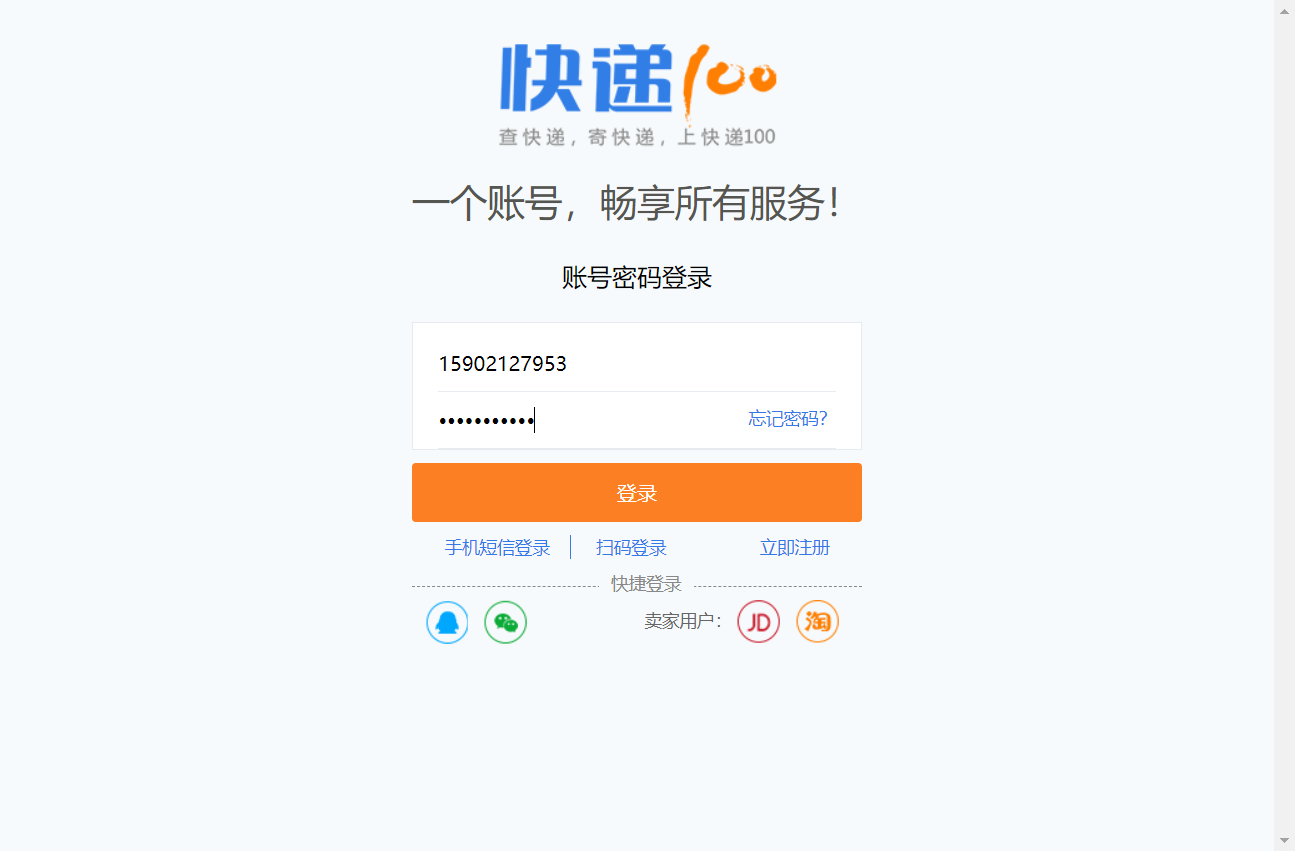 快递100
查快递，寄快递，上快递100
一个账号，畅享所有服务！
账号密码登录
15902127953
••••••••••• 忘记密码？
登录
手机短信登录 扫码登录 立即注册
快捷登录
卖家用户： JD 淘